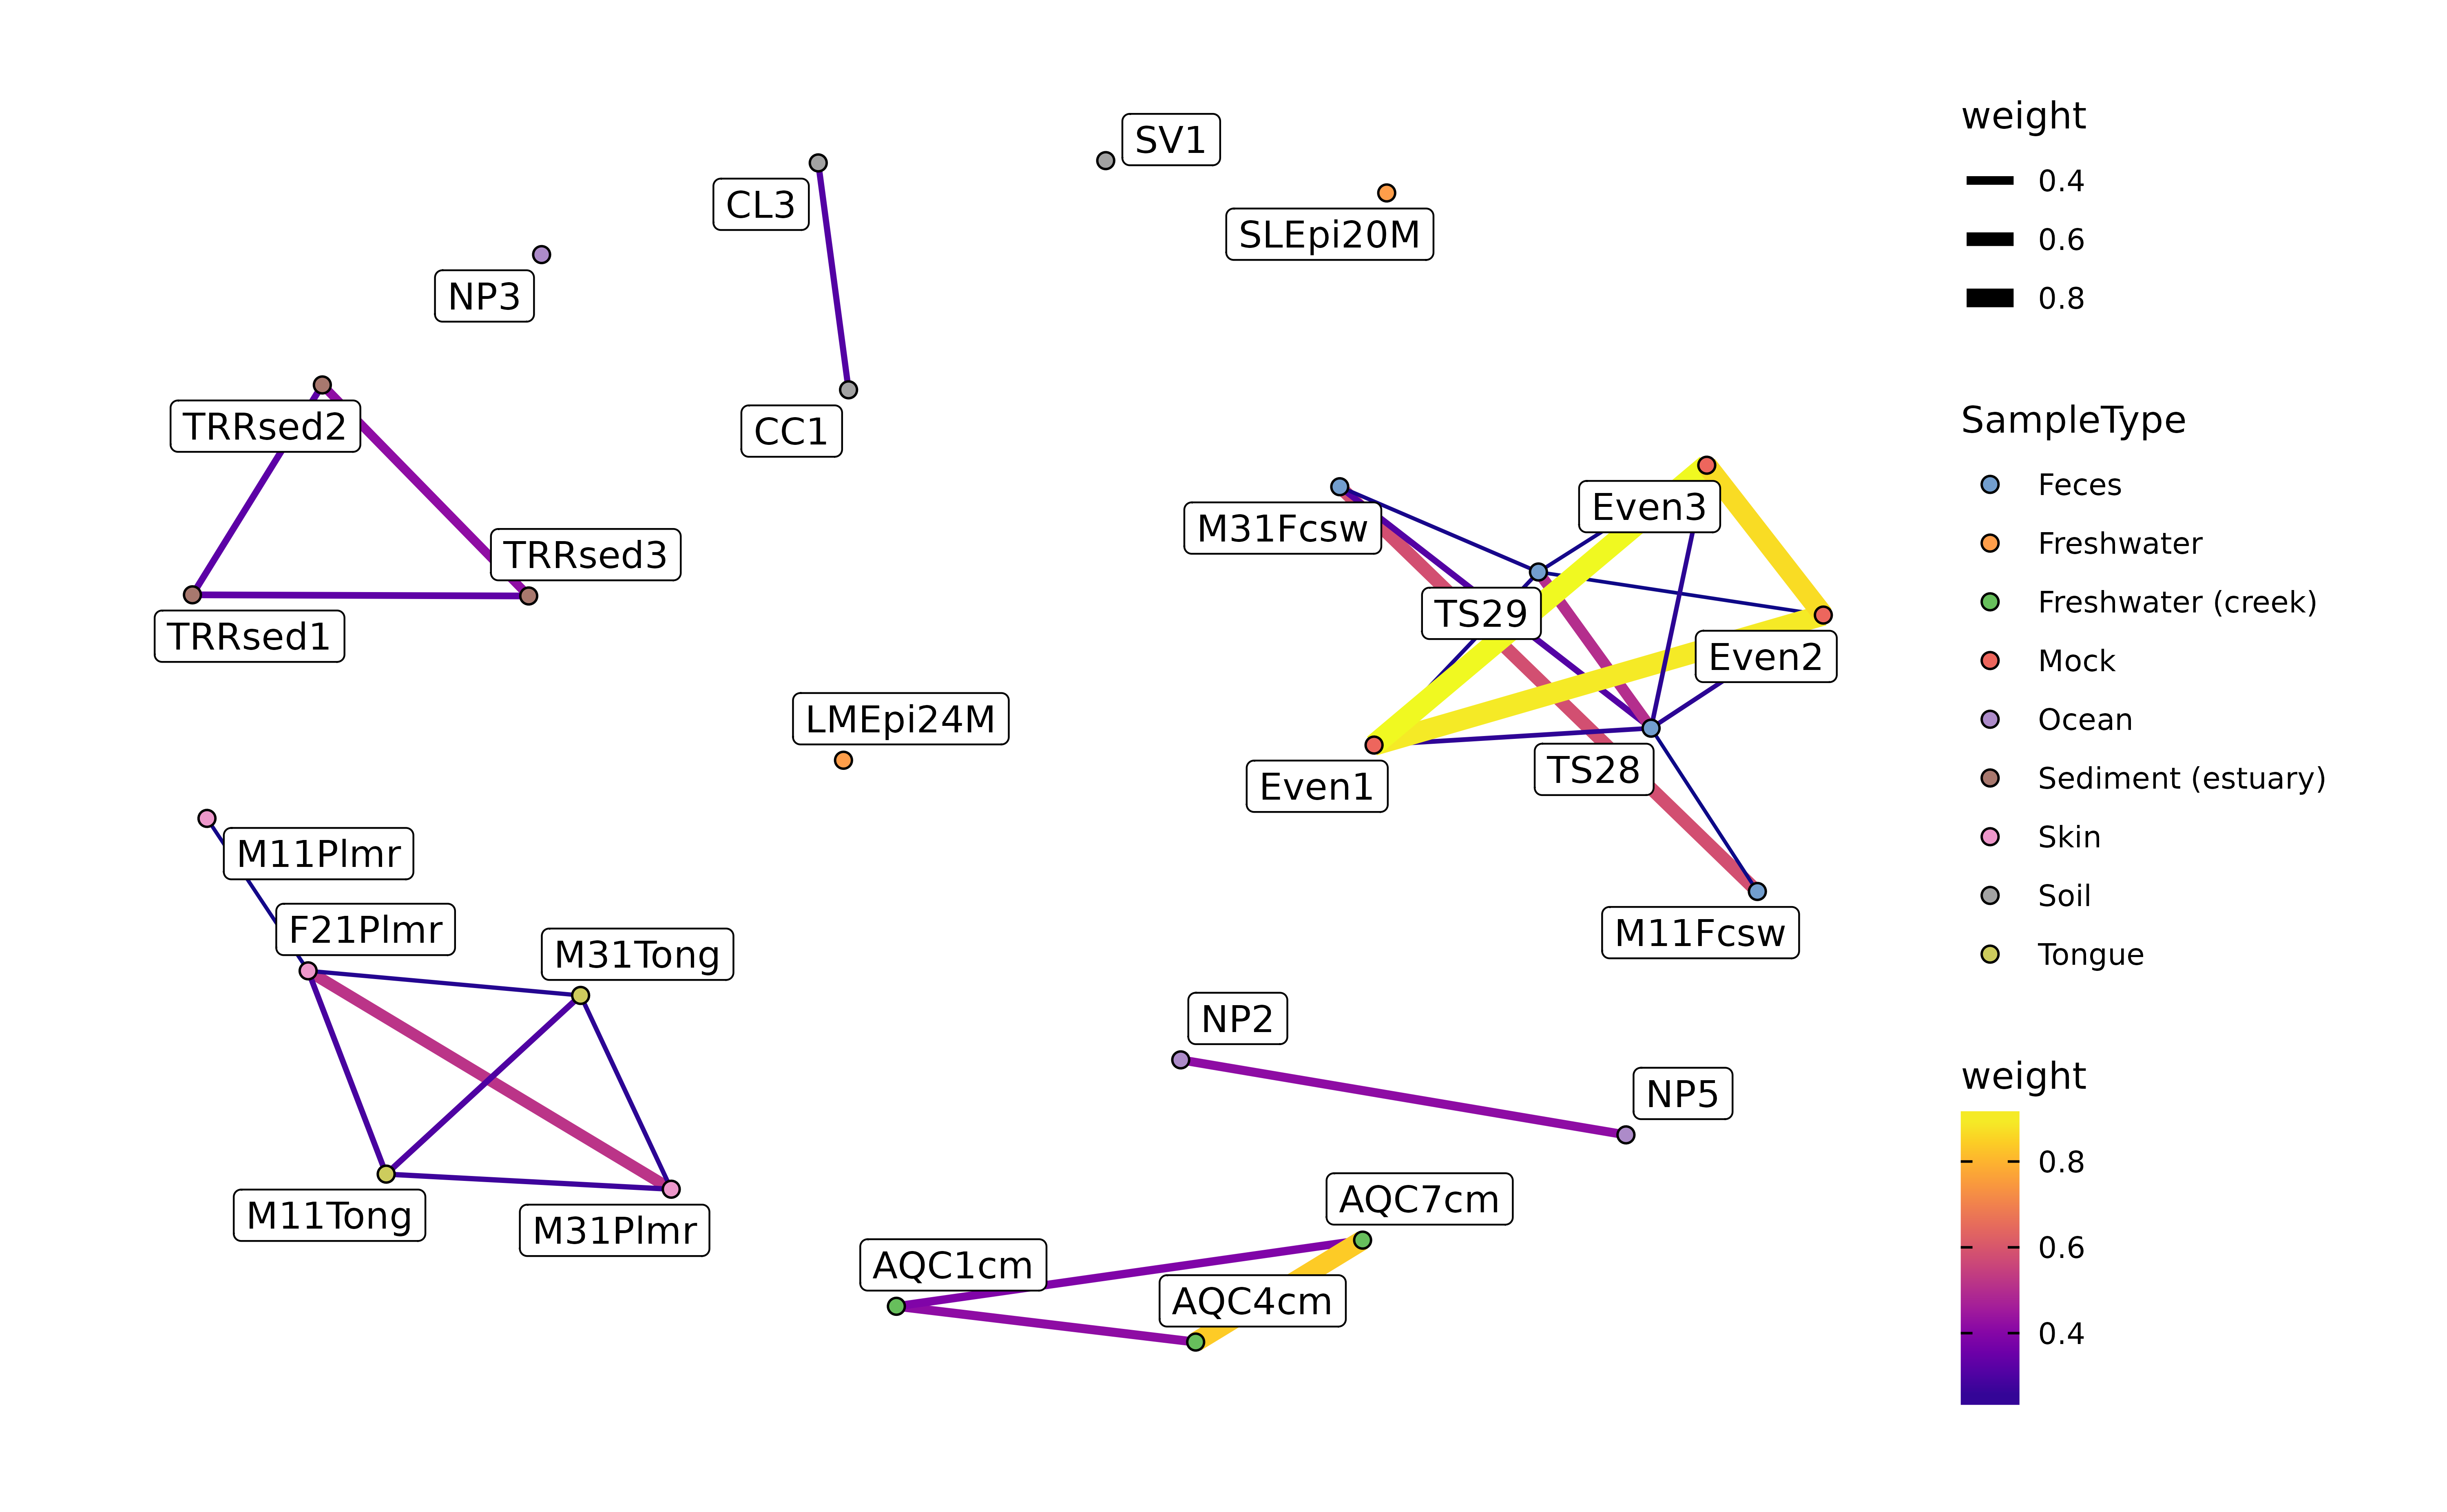 SV1
CL3
SLEpi20M
NP3
TRRsed2
CC1
Even3
M31Fcsw
TRRsed3
TS29
TRRsed1
Even2
LMEpi24M
TS28
Even1
M11Plmr
F21Plmr
M11Fcsw
M31Tong
NP2
NP5
AQC7cm
M11Tong
M31Plmr
AQC1cm
AQC4cm
weight
0.4
0.6
0.8
SampleType
Feces
Freshwater
Freshwater (creek)
Mock
Ocean
Sediment (estuary)
Skin
Soil
Tongue
weight
0.8
0.6
0.4